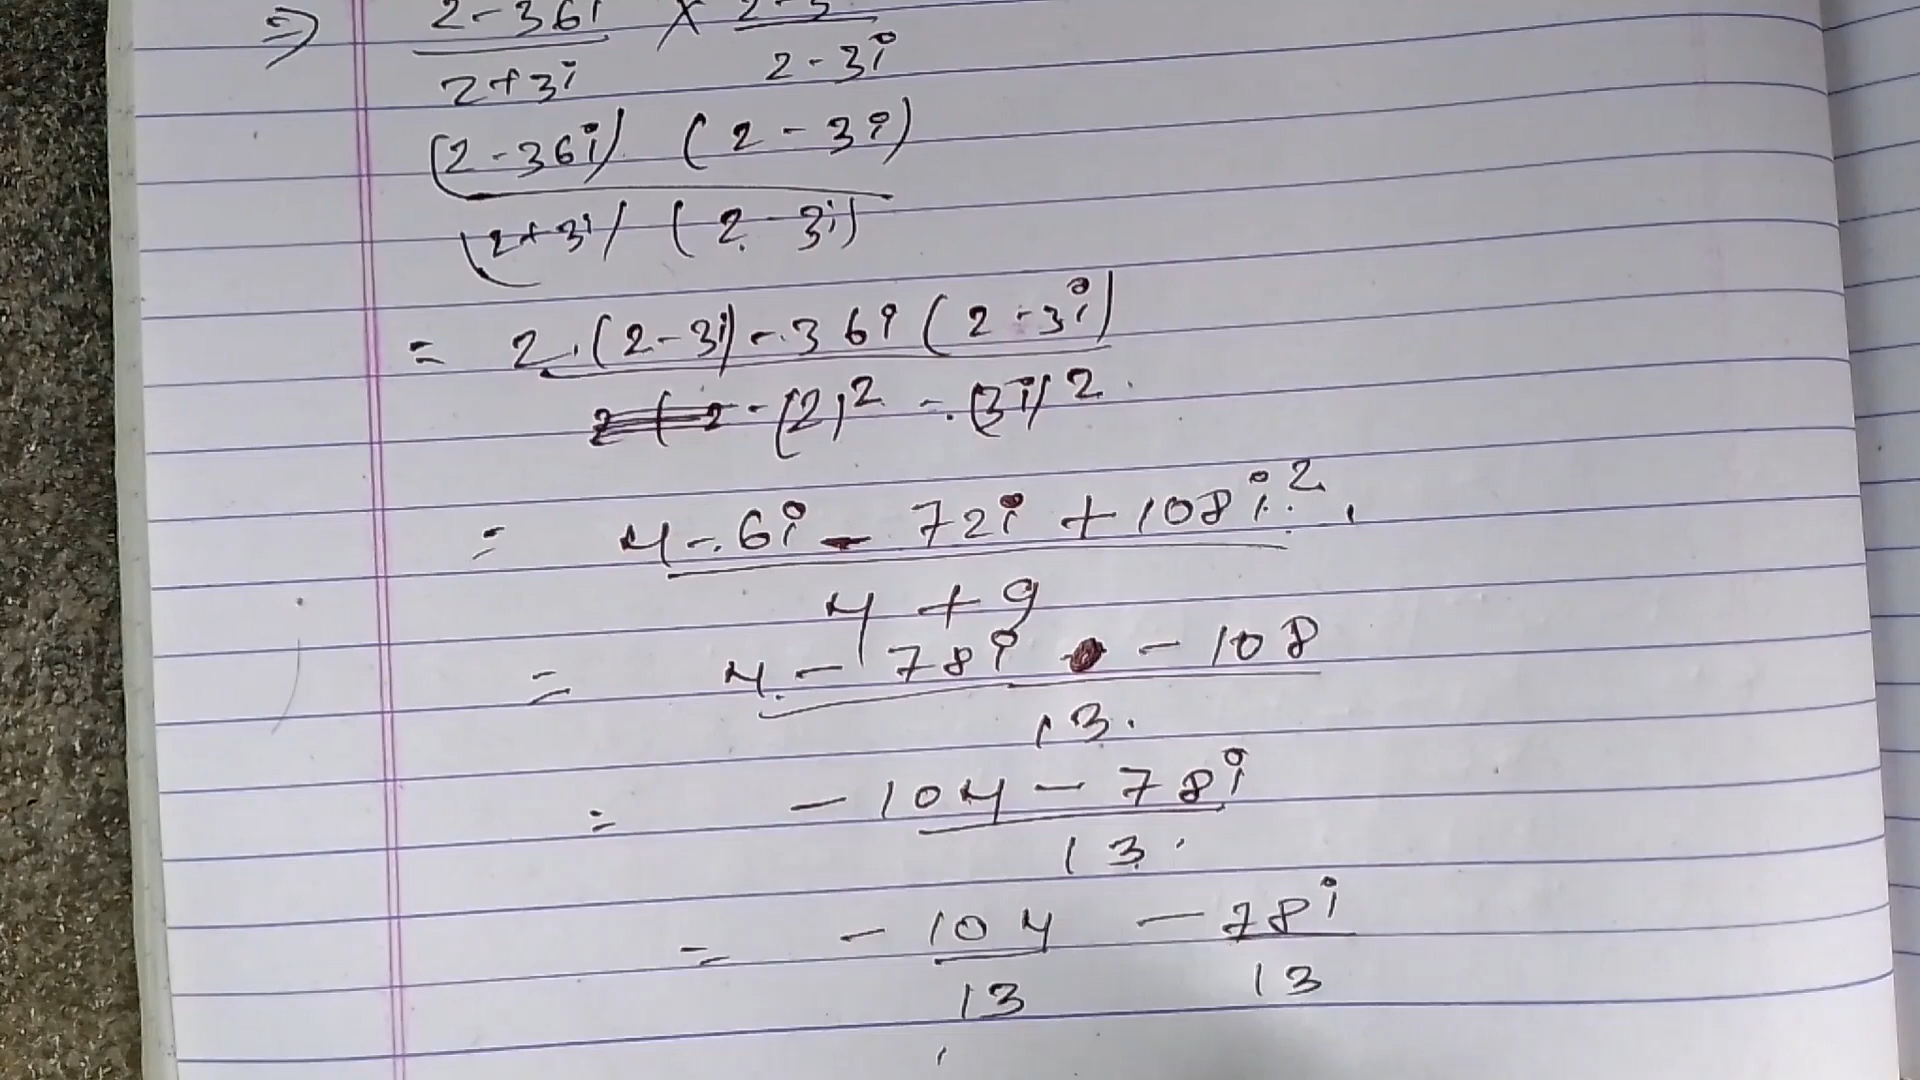 ⇒ 2-36i × 2-3
2+3i 2-3i
(2-36i) (2-3i)
(2+3i) (2-3i)
= 2.(2-3i)-36i(2-3i)
(2)² - (3i)²
= 4-6i-72i+108i²
4+9
= 4-78i-108
13.
= -104-78i
13.
= -104 -78i
13 13